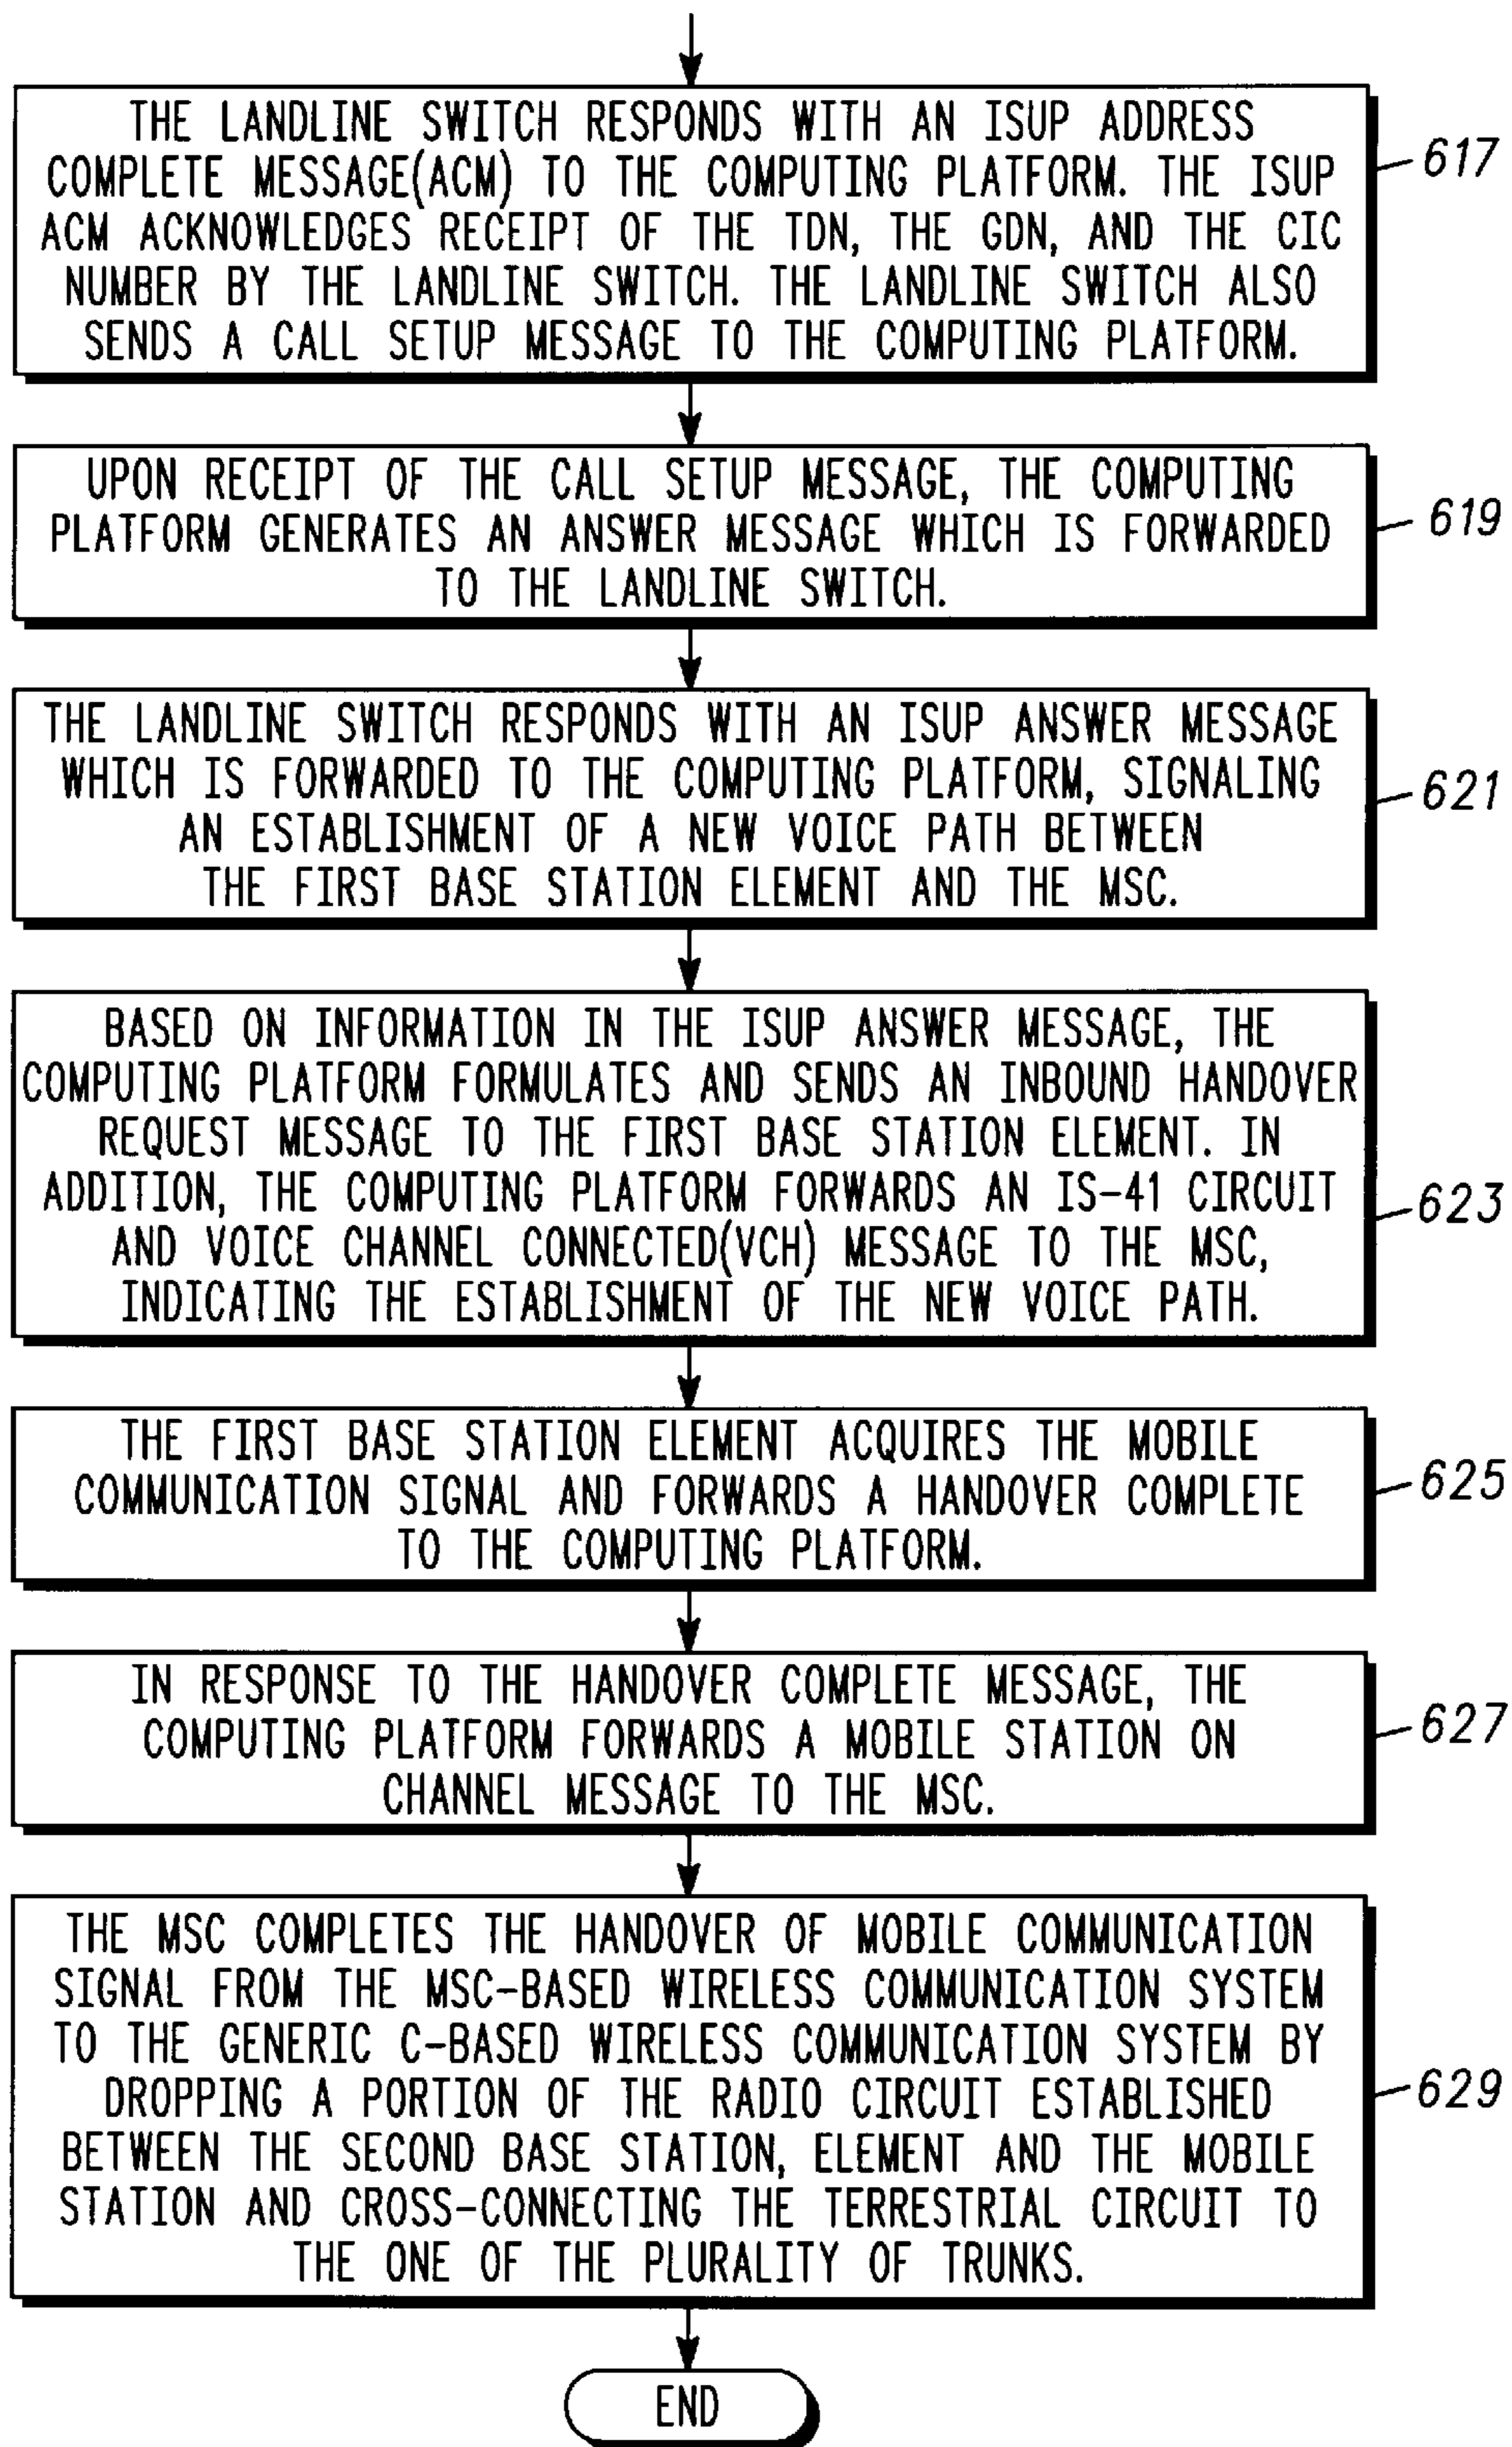 THE LANDLINE SWITCH RESPONDS WITH AN ISUP ADDRESS
COMPLETE MESSAGE(ACM) TO THE COMPUTING PLATFORM. THE ISUP
ACM ACKNOWLEDGES RECEIPT OF THE TDN, THE GDN, AND THE CIC
NUMBER BY THE LANDLINE SWITCH. THE LANDLINE SWITCH ALSO
SENDS A CALL SETUP MESSAGE TO THE COMPUTING PLATFORM.
617
UPON RECEIPT OF THE CALL SETUP MESSAGE, THE COMPUTING
PLATFORM GENERATES AN ANSWER MESSAGE WHICH IS FORWARDED
TO THE LANDLINE SWITCH.
619
THE LANDLINE SWITCH RESPONDS WITH AN ISUP ANSWER MESSAGE
WHICH IS FORWARDED TO THE COMPUTING PLATFORM, SIGNALING
AN ESTABLISHMENT OF A NEW VOICE PATH BETWEEN
THE FIRST BASE STATION ELEMENT AND THE MSC.
621
BASED ON INFORMATION IN THE ISUP ANSWER MESSAGE, THE
COMPUTING PLATFORM FORMULATES AND SENDS AN INBOUND HANDOVER
REQUEST MESSAGE TO THE FIRST BASE STATION ELEMENT. IN
ADDITION, THE COMPUTING PLATFORM FORWARDS AN IS-41 CIRCUIT
AND VOICE CHANNEL CONNECTED(VCH) MESSAGE TO THE MSC,
INDICATING THE ESTABLISHMENT OF THE NEW VOICE PATH.
623
THE FIRST BASE STATION ELEMENT ACQUIRES THE MOBILE
COMMUNICATION SIGNAL AND FORWARDS A HANDOVER COMPLETE
TO THE COMPUTING PLATFORM.
625
IN RESPONSE TO THE HANDOVER COMPLETE MESSAGE, THE
COMPUTING PLATFORM FORWARDS A MOBILE STATION ON
CHANNEL MESSAGE TO THE MSC.
627
THE MSC COMPLETES THE HANDOVER OF MOBILE COMMUNICATION
SIGNAL FROM THE MSC-BASED WIRELESS COMMUNICATION SYSTEM
TO THE GENERIC C-BASED WIRELESS COMMUNICATION SYSTEM BY
DROPPING A PORTION OF THE RADIO CIRCUIT ESTABLISHED
BETWEEN THE SECOND BASE STATION, ELEMENT AND THE MOBILE
STATION AND CROSS-CONNECTING THE TERRESTRIAL CIRCUIT TO
THE ONE OF THE PLURALITY OF TRUNKS.
629
END